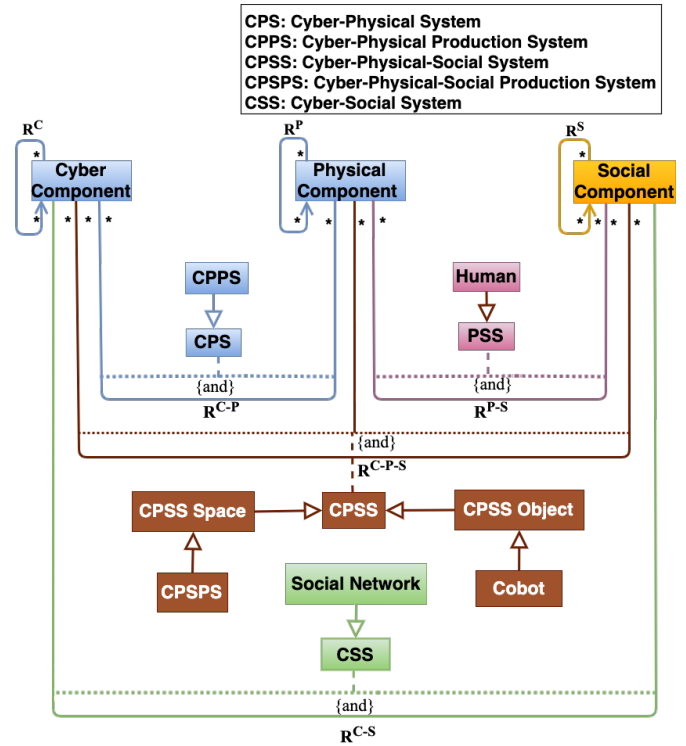 CPS: Cyber-Physical System
CPPS: Cyber-Physical Production System
CPSS: Cyber-Physical-Social System
CPSPS: Cyber-Physical-Social Production System
CSS: Cyber-Social System
R^C
R^P
R^S
* * *
Cyber
Component
Physical
Component
Social
Component
* * * *
* * * *
* * * *
CPPS
Human
CPS
PSS
{and}
{and}
R^C-P
R^P-S
{and}
R^C-P-S
CPSS Space
CPSS
CPSS Object
CPSPS
Cobot
Social Network
CSS
{and}
R^C-S